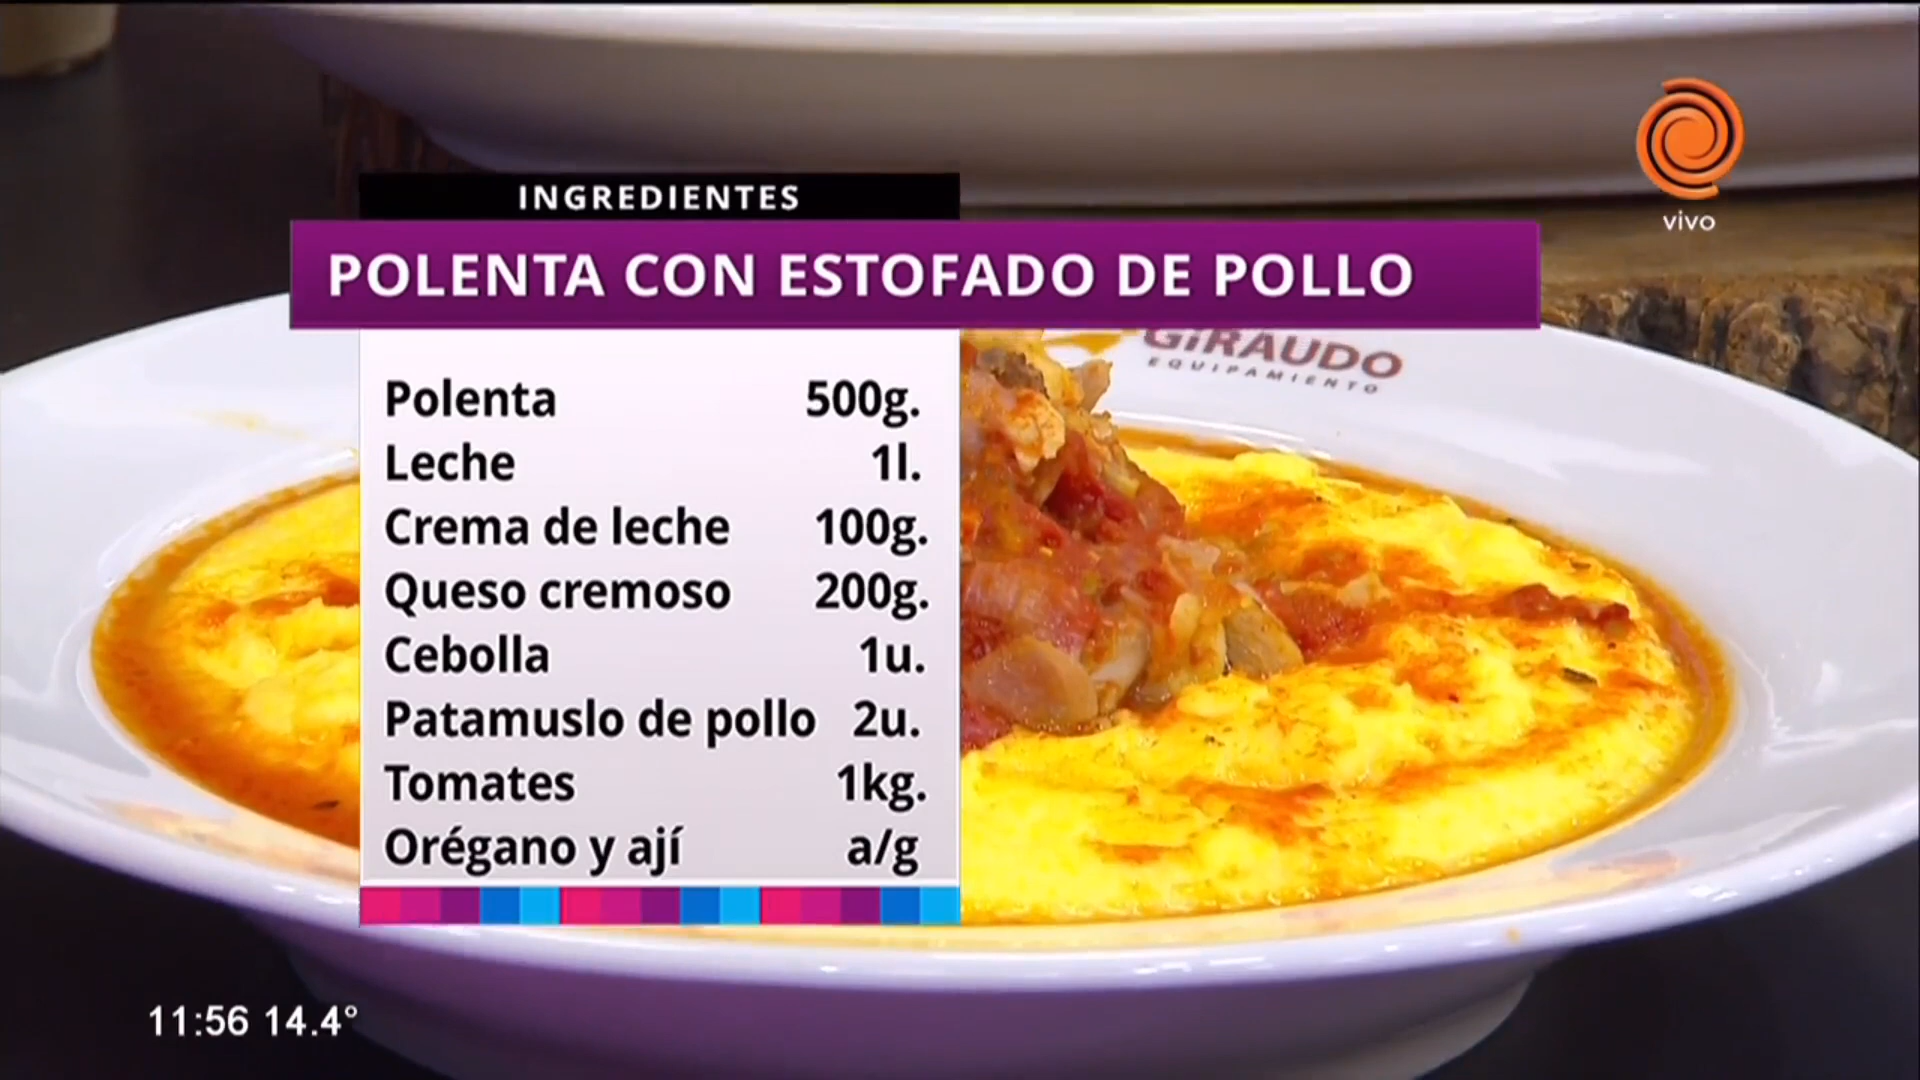 vivo
INGREDIENTES
POLENTA CON ESTOFADO DE POLLO
GiRAUDO
EQUIPAMIENTO
Polenta 500g.
Leche 1l.
Crema de leche 100g.
Queso cremoso 200g.
Cebolla 1u.
Patamuslo de pollo 2u.
Tomates 1kg.
Orégano y ají a/g
11:56 14.4°